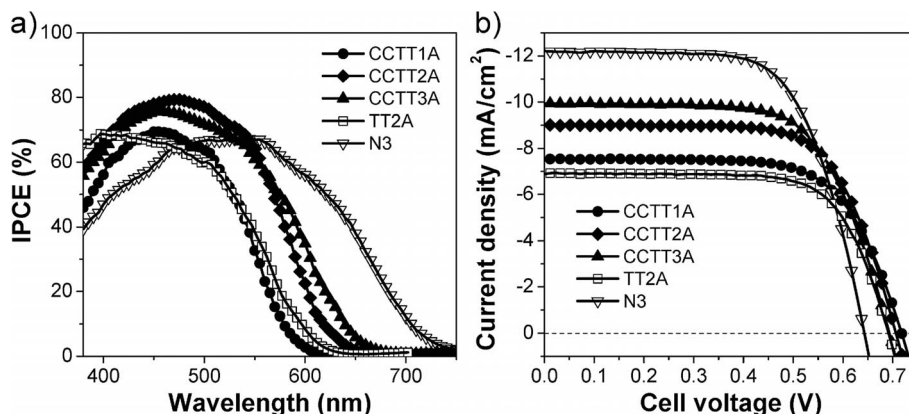 a)
100
80
60
40
20
0
IPCE (%)
CCTT1A
CCTT2A
CCTT3A
TT2A
N3
400 500 600 700
Wavelength (nm)
b)
-12
-10
-8
-6
-4
-2
0
Current density (mA/cm²)
CCTT1A
CCTT2A
CCTT3A
TT2A
N3
0.0 0.1 0.2 0.3 0.4 0.5 0.6 0.7
Cell voltage (V)